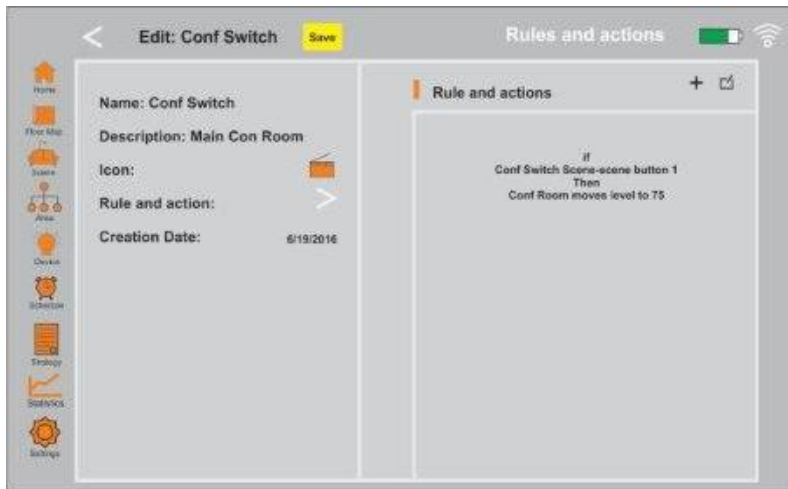 Edit: Conf Switch
Save
Rules and actions
Home
Floor Map
Scene
Area
Device
Schedule
Strategy
Statistics
Settings
Name: Conf Switch
Description: Main Con Room
Icon:
Rule and action:
Creation Date: 6/19/2016
Rule and actions
if
Conf Switch Scene-scene button 1
Then
Conf Room moves level to 75